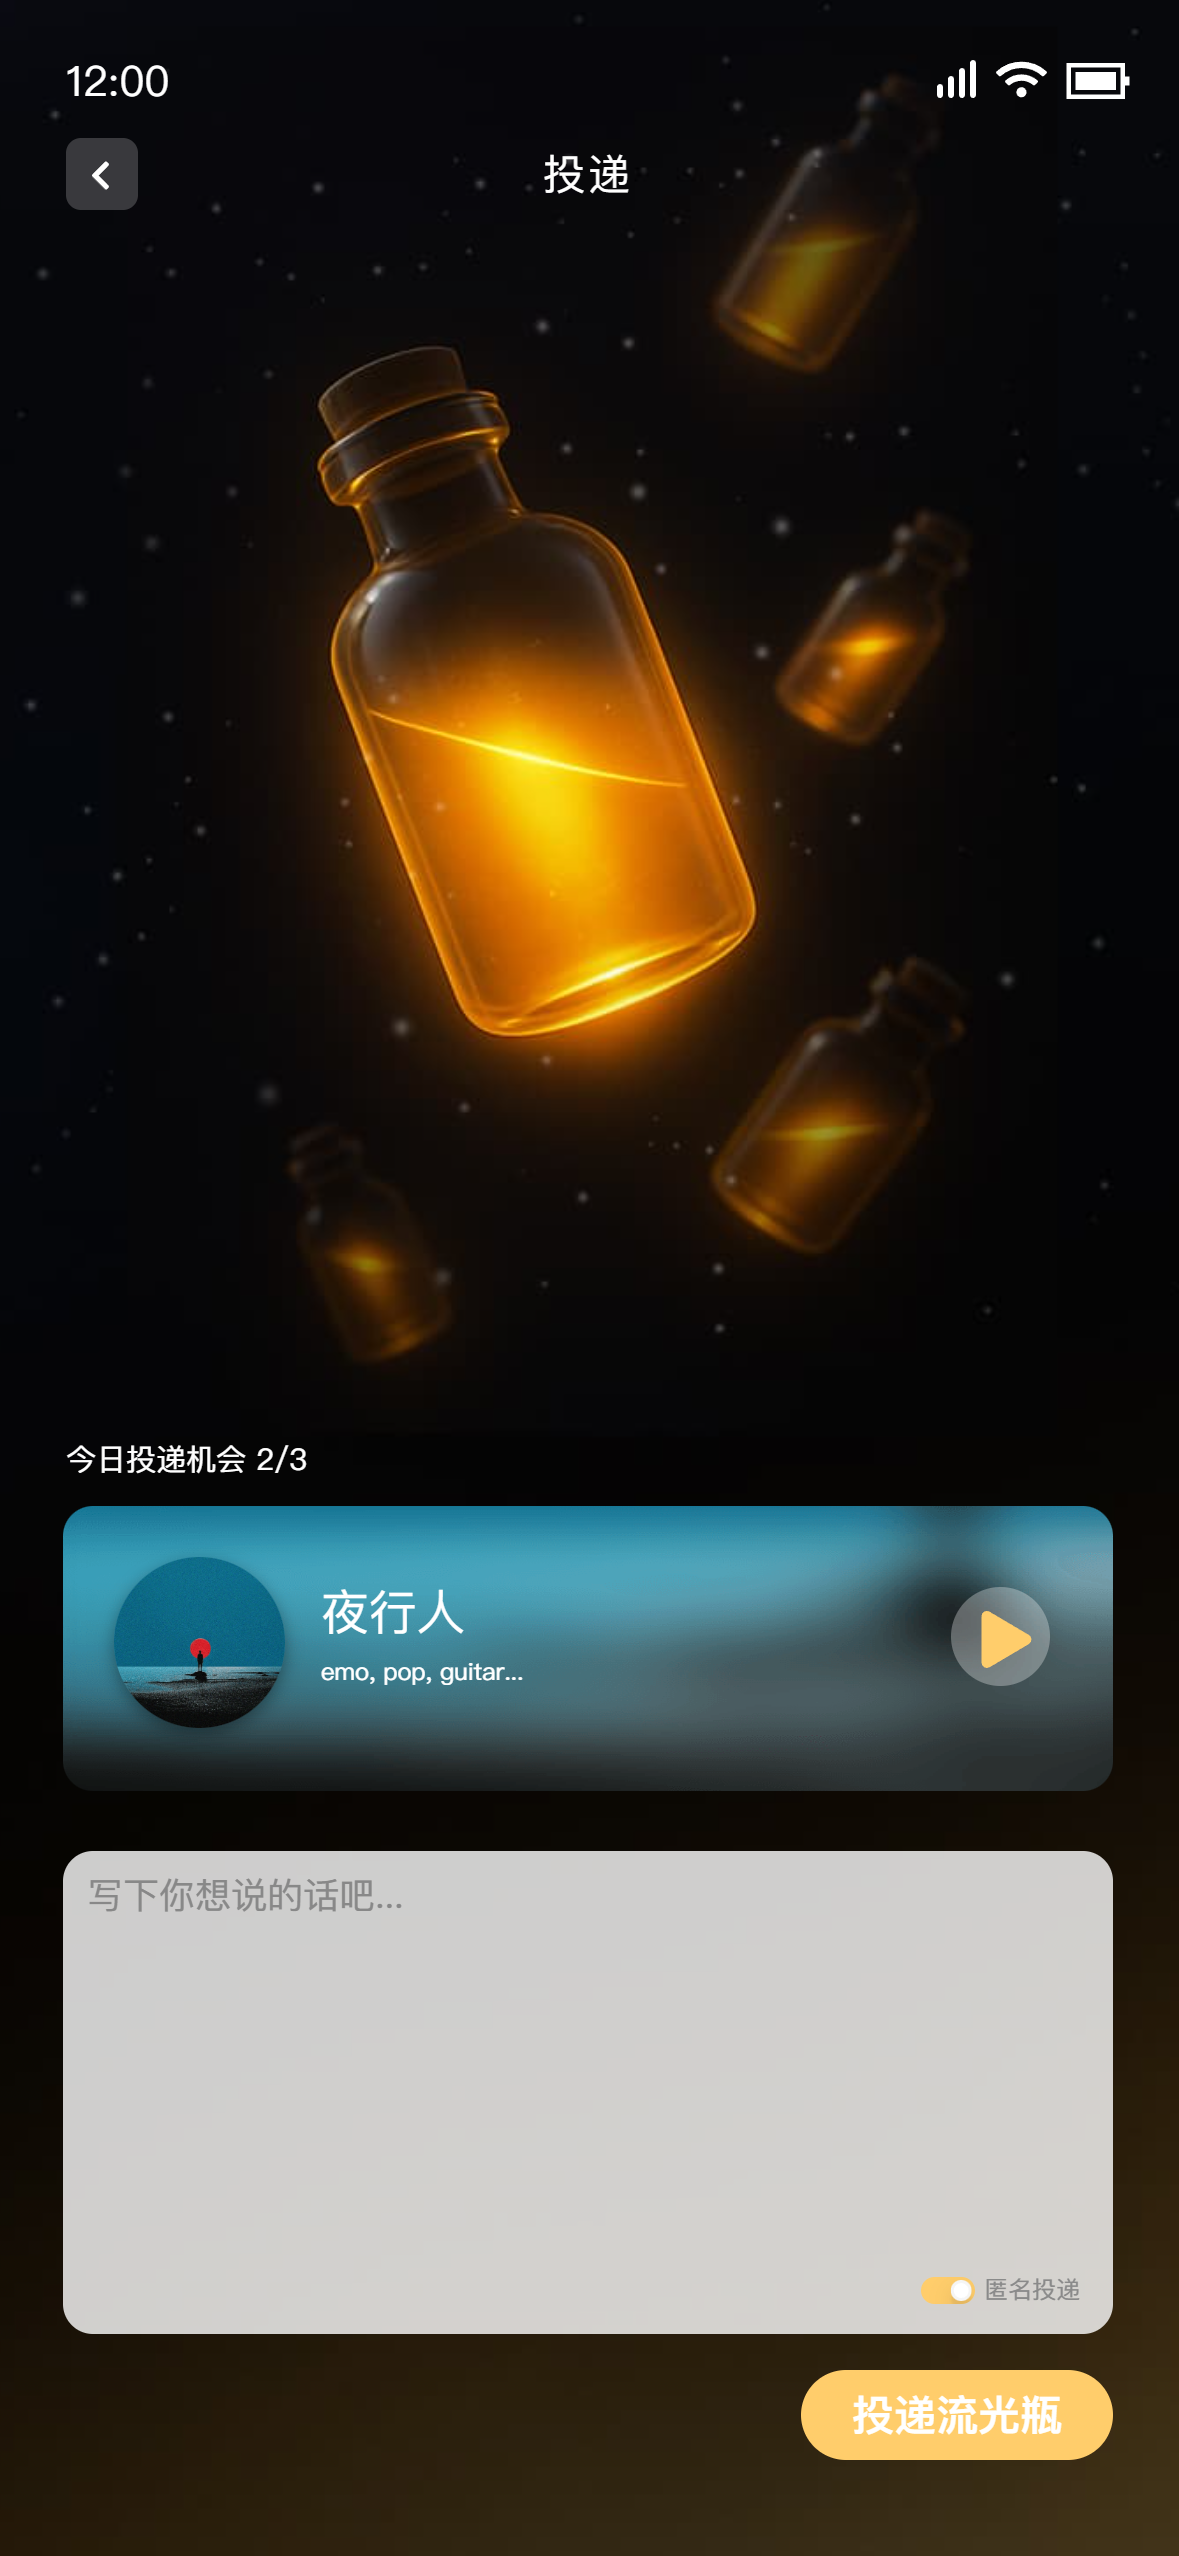 12:00
投递
今日投递机会 2/3
夜行人
emo, pop, guitar...
写下你想说的话吧...
匿名投递
投递流光瓶